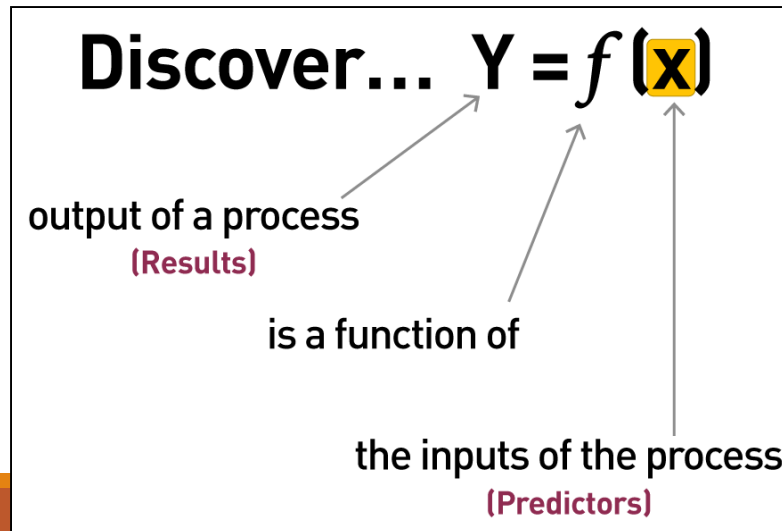 Discover... Y = f (x)
output of a process
(Results)
is a function of
the inputs of the process
(Predictors)